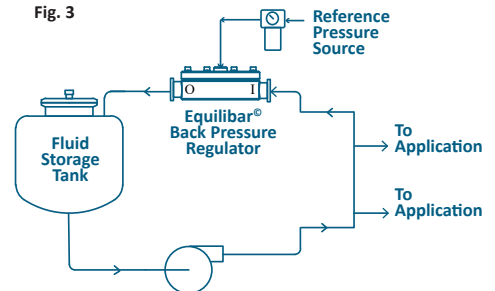 Fig. 3
Reference
Pressure
Source
O
I
Equilibar©
Back Pressure
Regulator
Fluid
Storage
Tank
To
Application
To
Application